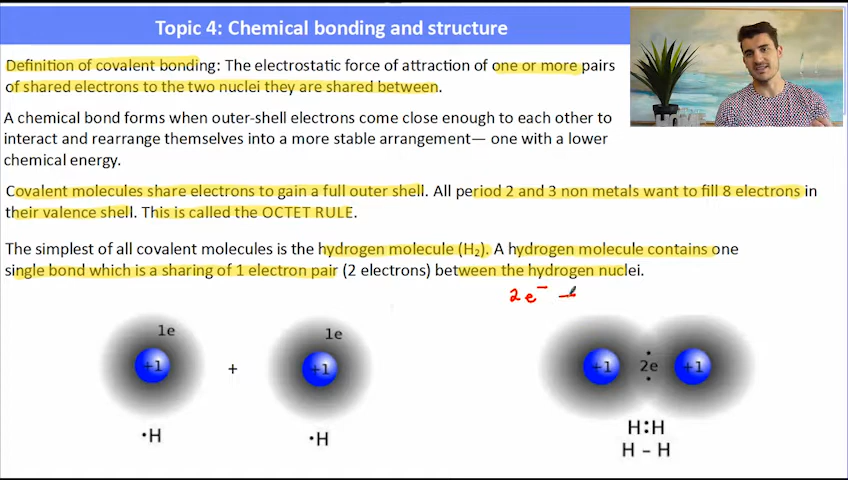 Topic 4: Chemical bonding and structure
Definition of covalent bonding: The electrostatic force of attraction of one or more pairs
of shared electrons to the two nuclei they are shared between.
A chemical bond forms when outer-shell electrons come close enough to each other to
interact and rearrange themselves into a more stable arrangement— one with a lower
chemical energy.
Covalent molecules share electrons to gain a full outer shell. All period 2 and 3 non metals want to fill 8 electrons in
their valence shell. This is called the OCTET RULE.
The simplest of all covalent molecules is the hydrogen molecule (H₂). A hydrogen molecule contains one
single bond which is a sharing of 1 electron pair (2 electrons) between the hydrogen nuclei.
2e⁻ –
1e
1e
+1
+
+1
+1
2e
+1
·H
·H
H:H
H – H